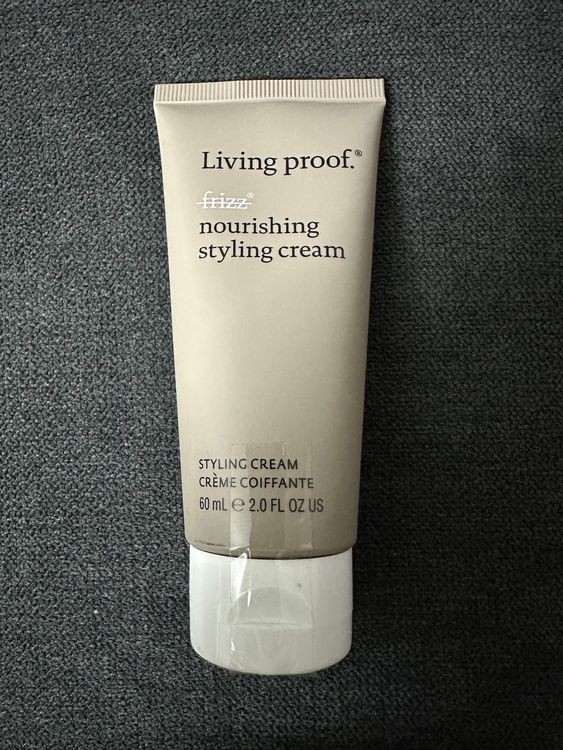 Living proof.®
frizz®
nourishing
styling cream
STYLING CREAM
CRÈME COIFFANTE
60 mL ℮ 2.0 FL OZ US